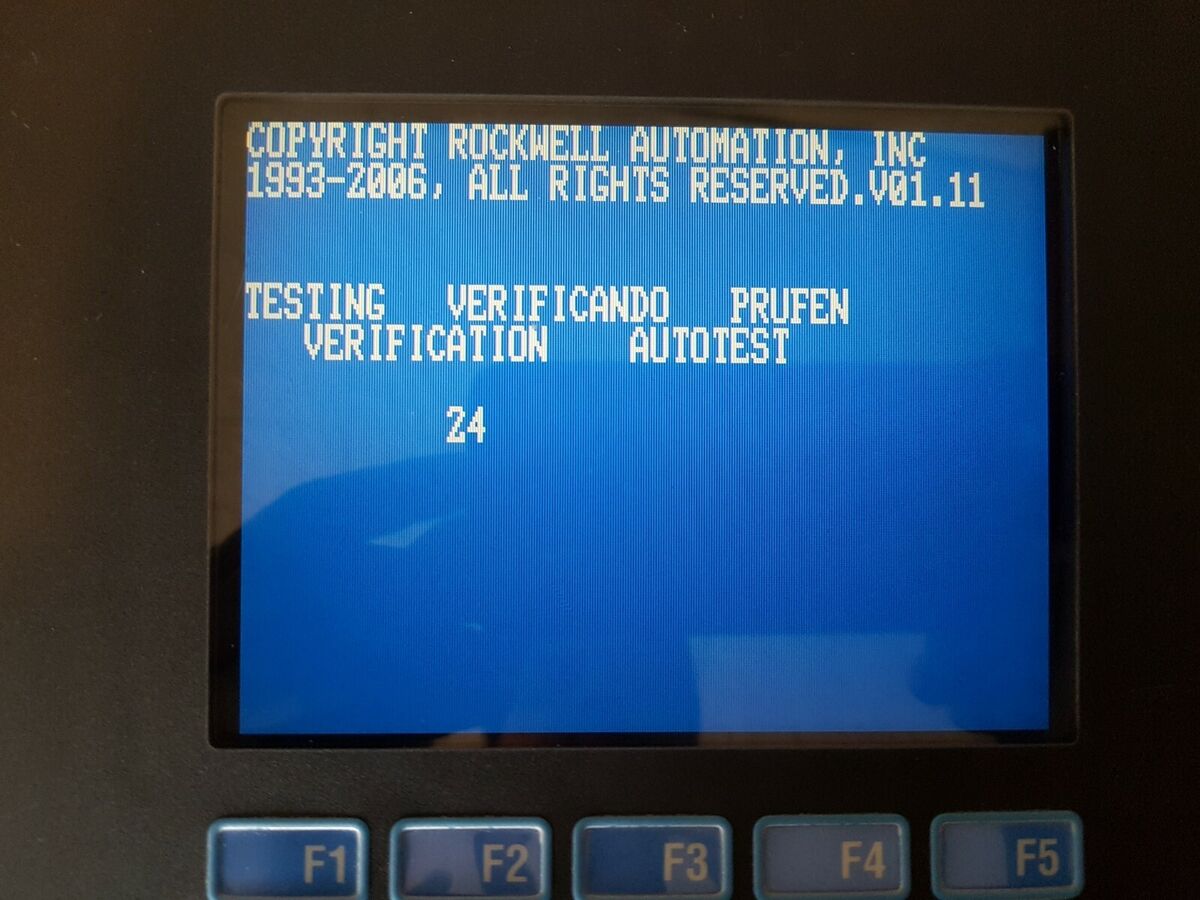 COPYRIGHT ROCKWELL AUTOMATION, INC
1993-2006, ALL RIGHTS RESERVED.V01.11
TESTING VERIFICANDO PRUFEN
VERIFICATION AUTOTEST
24
F1 F2 F3 F4 F5